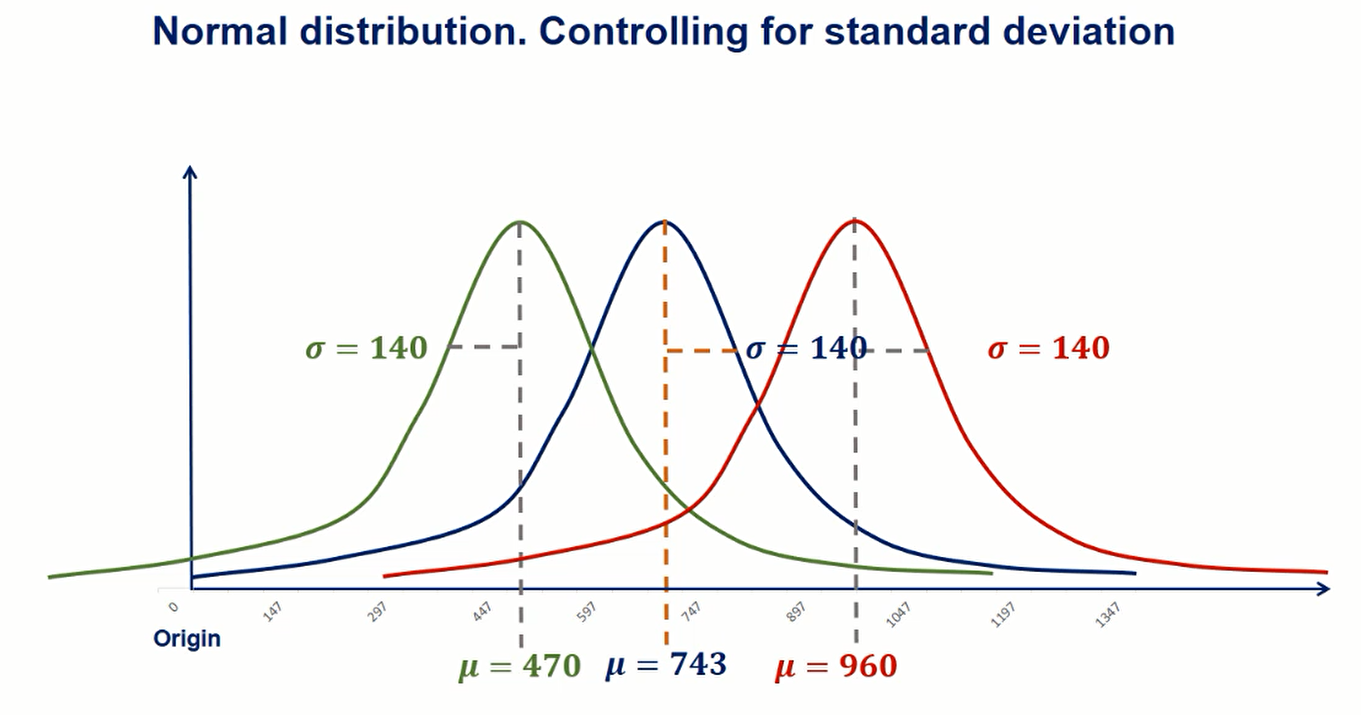 Normal distribution. Controlling for standard deviation
σ = 140 σ = 140 σ = 140
0 147 297 447 597 747 897 1047 1197 1347
Origin
μ = 470 μ = 743 μ = 960